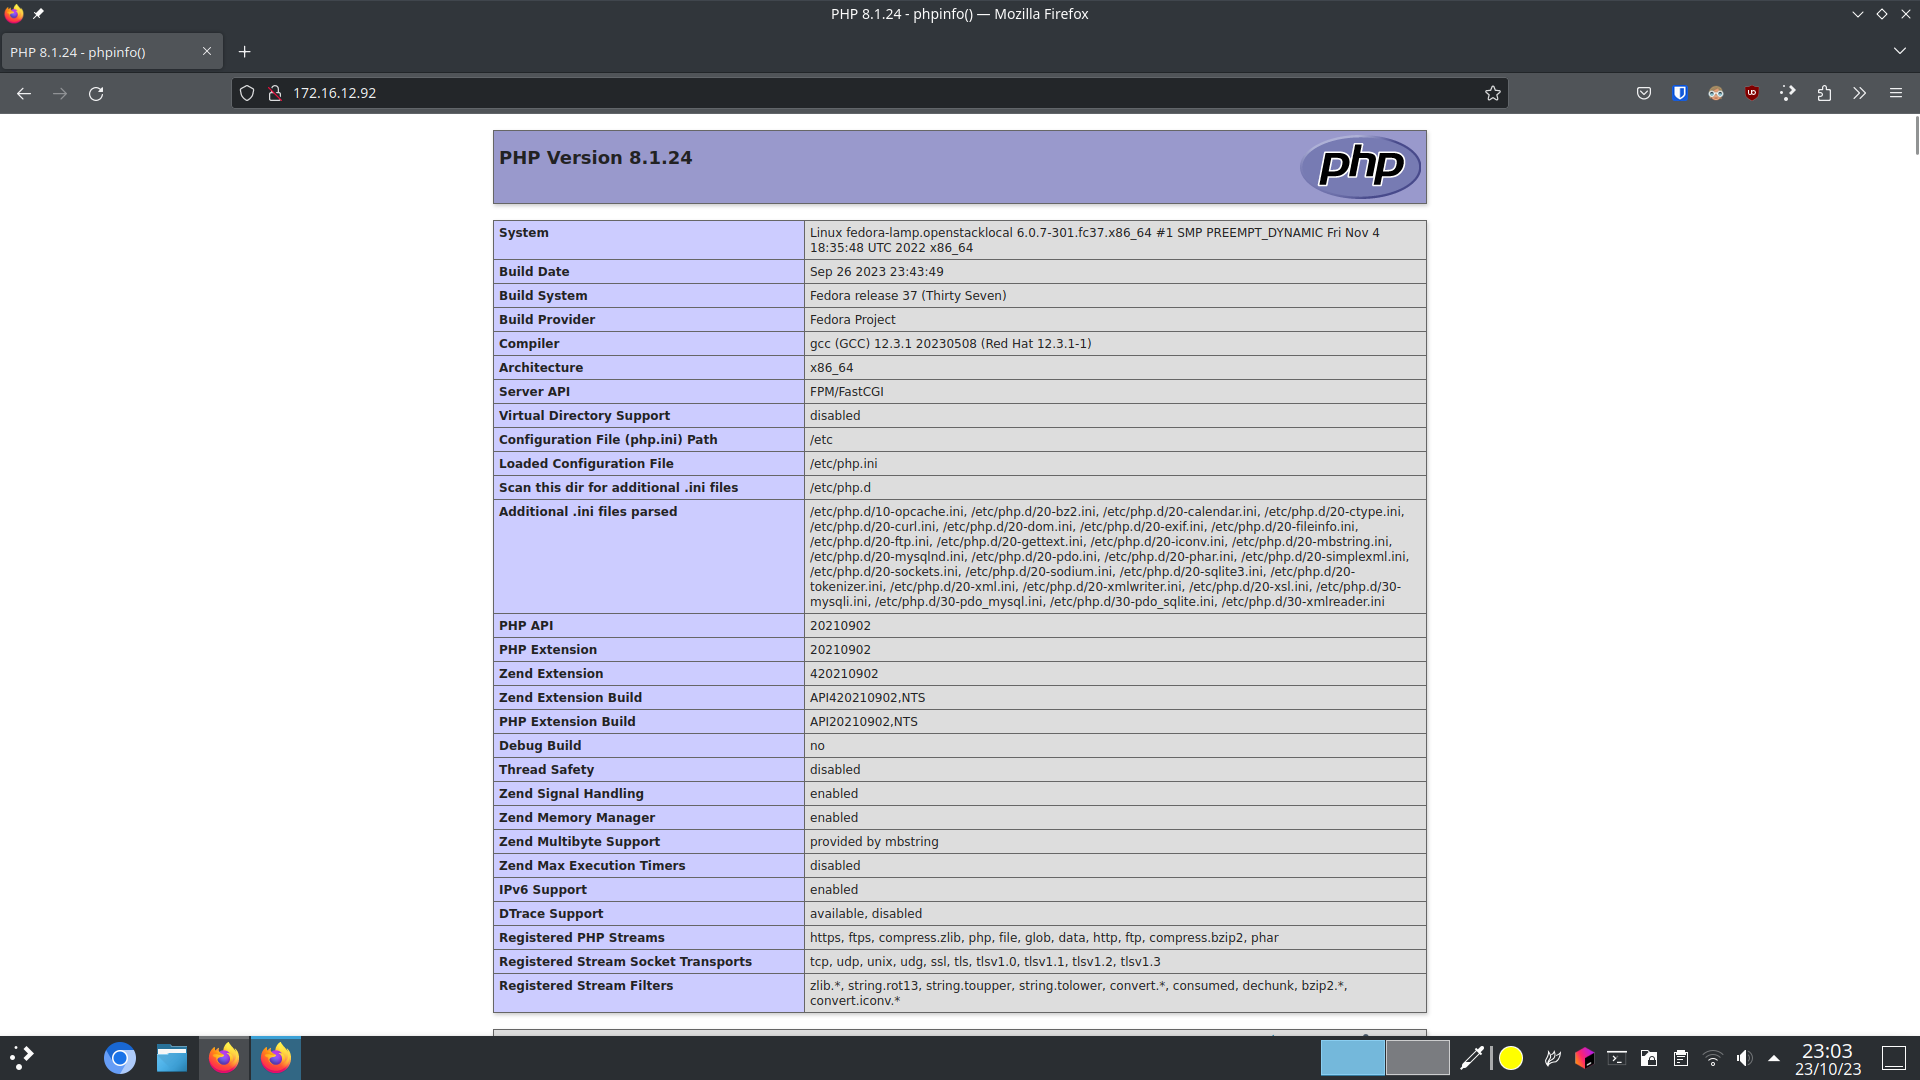 PHP 8.1.24 - phpinfo() — Mozilla Firefox
PHP 8.1.24 - phpinfo()
172.16.12.92
PHP Version 8.1.24
php
System
Linux fedora-lamp.openstacklocal 6.0.7-301.fc37.x86_64 #1 SMP PREEMPT_DYNAMIC Fri Nov 4
18:35:48 UTC 2022 x86_64
Build Date
Sep 26 2023 23:43:49
Build System
Fedora release 37 (Thirty Seven)
Build Provider
Fedora Project
Compiler
gcc (GCC) 12.3.1 20230508 (Red Hat 12.3.1-1)
Architecture
x86_64
Server API
FPM/FastCGI
Virtual Directory Support
disabled
Configuration File (php.ini) Path
/etc
Loaded Configuration File
/etc/php.ini
Scan this dir for additional .ini files
/etc/php.d
Additional .ini files parsed
/etc/php.d/10-opcache.ini, /etc/php.d/20-bz2.ini, /etc/php.d/20-calendar.ini, /etc/php.d/20-ctype.ini,
/etc/php.d/20-curl.ini, /etc/php.d/20-dom.ini, /etc/php.d/20-exif.ini, /etc/php.d/20-fileinfo.ini,
/etc/php.d/20-ftp.ini, /etc/php.d/20-gettext.ini, /etc/php.d/20-iconv.ini, /etc/php.d/20-mbstring.ini,
/etc/php.d/20-mysqlnd.ini, /etc/php.d/20-pdo.ini, /etc/php.d/20-phar.ini, /etc/php.d/20-simplexml.ini,
/etc/php.d/20-sockets.ini, /etc/php.d/20-sodium.ini, /etc/php.d/20-sqlite3.ini, /etc/php.d/20-
tokenizer.ini, /etc/php.d/20-xml.ini, /etc/php.d/20-xmlwriter.ini, /etc/php.d/20-xsl.ini, /etc/php.d/30-
mysqli.ini, /etc/php.d/30-pdo_mysql.ini, /etc/php.d/30-pdo_sqlite.ini, /etc/php.d/30-xmlreader.ini
PHP API
20210902
PHP Extension
20210902
Zend Extension
420210902
Zend Extension Build
API420210902,NTS
PHP Extension Build
API20210902,NTS
Debug Build
no
Thread Safety
disabled
Zend Signal Handling
enabled
Zend Memory Manager
enabled
Zend Multibyte Support
provided by mbstring
Zend Max Execution Timers
disabled
IPv6 Support
enabled
DTrace Support
available, disabled
Registered PHP Streams
https, ftps, compress.zlib, php, file, glob, data, http, ftp, compress.bzip2, phar
Registered Stream Socket Transports
tcp, udp, unix, udg, ssl, tls, tlsv1.0, tlsv1.1, tlsv1.2, tlsv1.3
Registered Stream Filters
zlib.*, string.rot13, string.toupper, string.tolower, convert.*, consumed, dechunk, bzip2.*,
convert.iconv.*
23:03
23/10/23